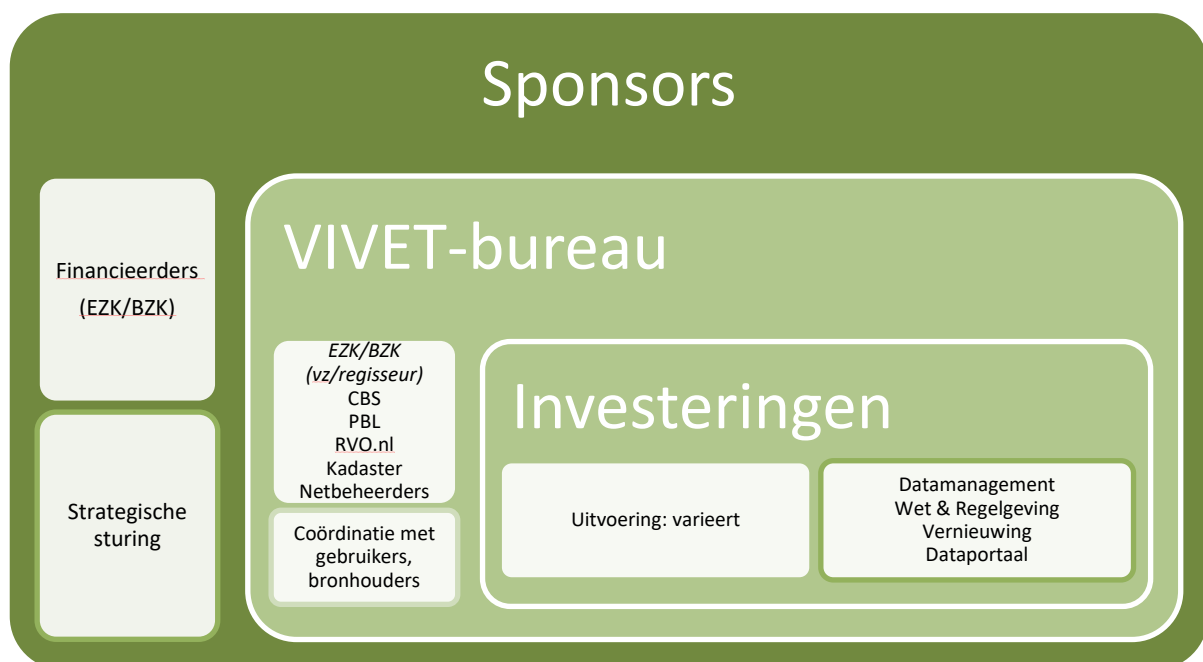 Sponsors
Financieerders
(EZK/BZK)
Strategische
sturing
VIVET-bureau
EZK/BZK
(vz/regisseur)
CBS
PBL
RVO.nl
Kadaster
Netbeheerders
Coördinatie met
gebruikers,
bronhouders
Investeringen
Uitvoering: varieert
Datamanagement
Wet & Regelgeving
Vernieuwing
Dataportaal